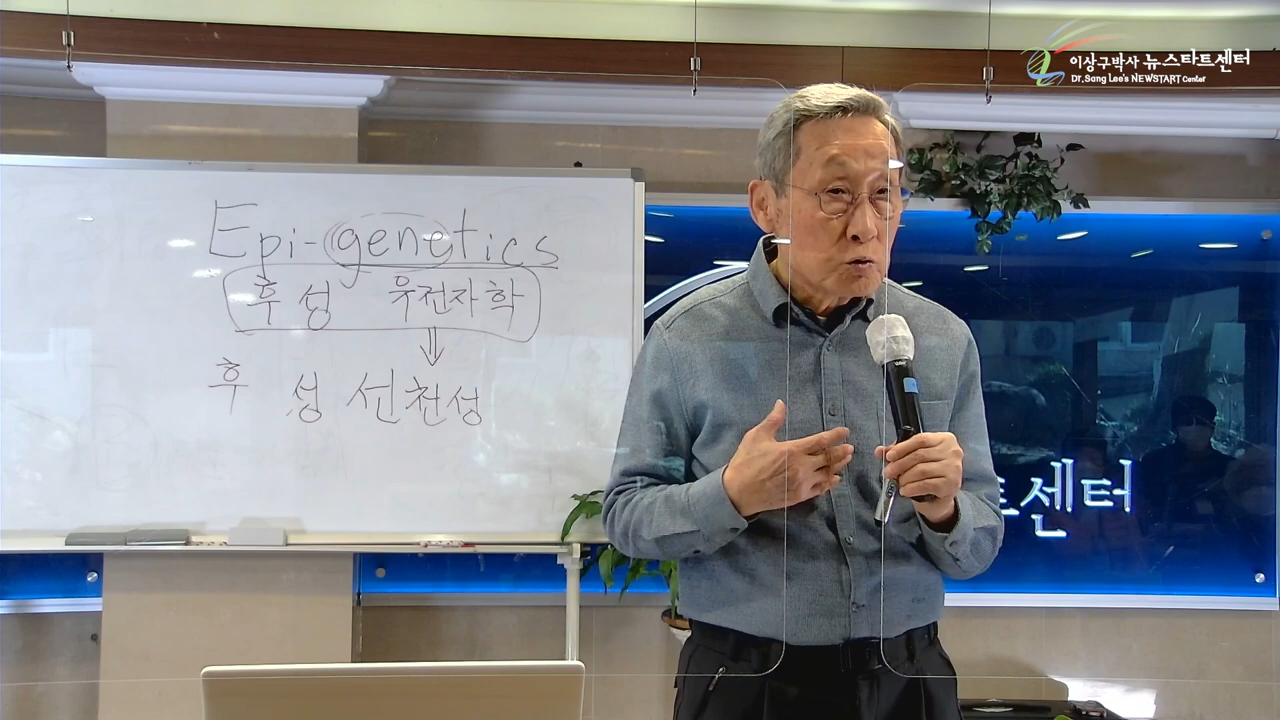 이상구박사 뉴스타트센터
Dr. Sang Lee's NEWSTART Center
Epi-genetics
후성 유전자학
후 성 선천성
센터